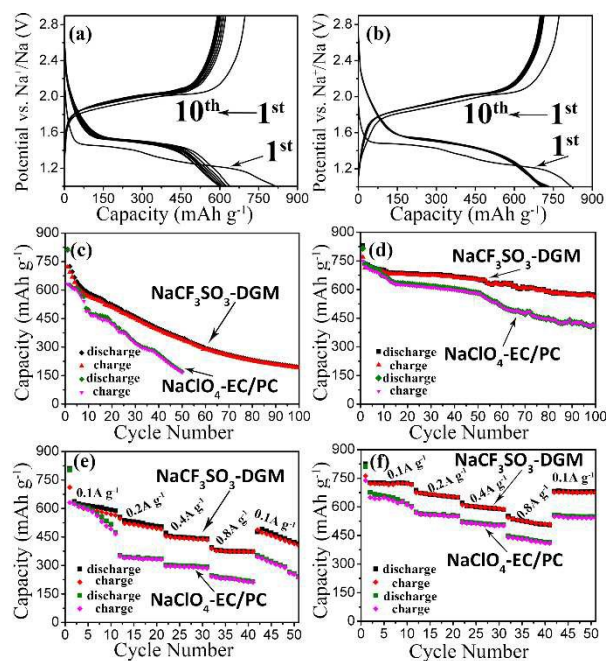 (a)
Potential vs. Na⁺/Na (V)
2.8
2.4
2.0
1.6
1.2
10th 1st
1st
0 150 300 450 600 750 900
Capacity (mAh g⁻¹)
(b)
Potential vs. Na⁺/Na (V)
2.8
2.4
2.0
1.6
1.2
10th 1st
1st
0 150 300 450 600 750 900
Capacity (mAh g⁻¹)
(c)
Capacity (mAh g⁻¹)
900
750
600
450
300
150
0
NaCF₃SO₃-DGM
NaClO₄-EC/PC
discharge
charge
discharge
charge
0 10 20 30 40 50 60 70 80 90 100
Cycle Number
(d)
Capacity (mAh g⁻¹)
900
750
600
450
300
150
0
NaCF₃SO₃-DGM
NaClO₄-EC/PC
discharge
charge
discharge
charge
0 10 20 30 40 50 60 70 80 90 100
Cycle Number
(e)
Capacity (mAh g⁻¹)
900
750
600
450
300
150
0
0.1A g⁻¹
0.2A g⁻¹
0.4A g⁻¹
0.8A g⁻¹
0.1A g⁻¹
NaCF₃SO₃-DGM
NaClO₄-EC/PC
discharge
charge
discharge
charge
0 5 10 15 20 25 30 35 40 45 50
Cycle Number
(f)
Capacity (mAh g⁻¹)
900
750
600
450
300
150
0
0.1A g⁻¹
0.2A g⁻¹
0.4A g⁻¹
0.8A g⁻¹
0.1A g⁻¹
NaCF₃SO₃-DGM
NaClO₄-EC/PC
discharge
charge
discharge
charge
0 5 10 15 20 25 30 35 40 45 50
Cycle Number